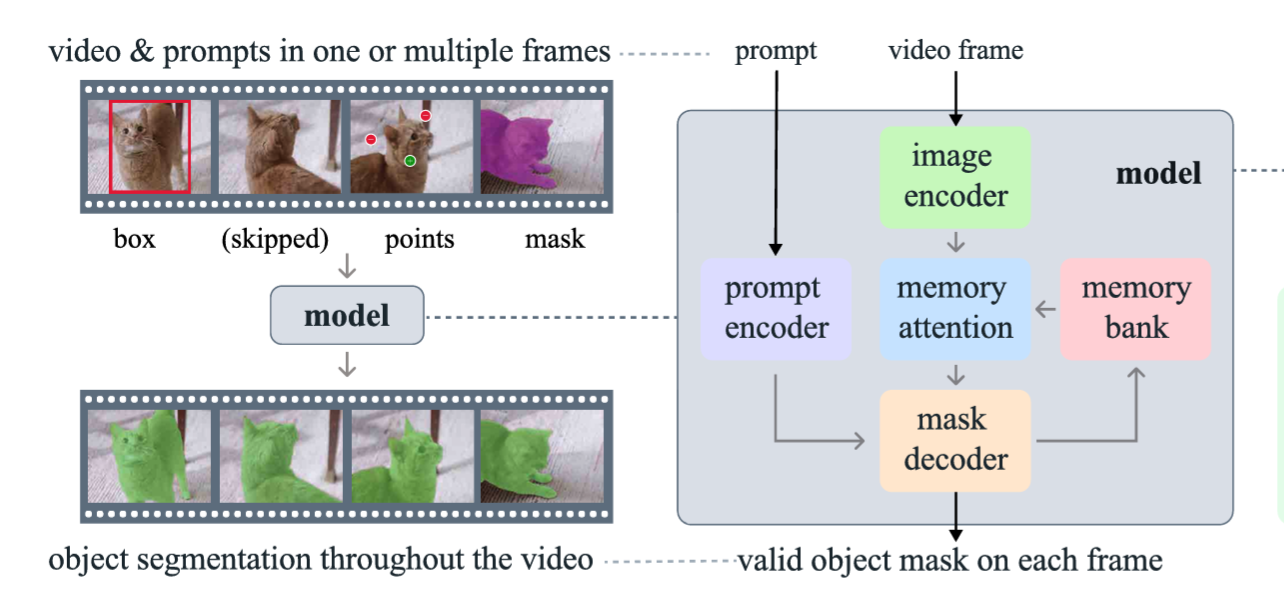 video & prompts in one or multiple frames
prompt
video frame
box
(skipped)
points
mask
model
object segmentation throughout the video
image
encoder
model
prompt
encoder
memory
attention
memory
bank
mask
decoder
valid object mask on each frame